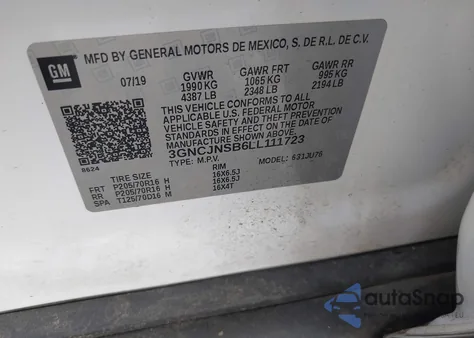 GM
MFD BY GENERAL MOTORS DE MEXICO, S. DE R.L. DE C.V.
07/19 GVWR GAWR FRT GAWR RR
1990 KG 1065 KG 995 KG
4387 LB 2348 LB 2194 LB
THIS VEHICLE CONFORMS TO ALL
APPLICABLE U.S. FEDERAL MOTOR
VEHICLE SAFETY AND THEFT PREVENTION
STANDARDS IN EFFECT ON THE DATE OF
MANUFACTURE SHOWN ABOVE.
3GNCJNSB6LL111723
8624 TYPE: M.P.V. MODEL: 631JU76
TIRE SIZE RIM
FRT P205/70R16 H 16X6.5J
RR P205/70R16 H 16X6.5J
SPA T125/70D16 M 16X4T
autoSnap